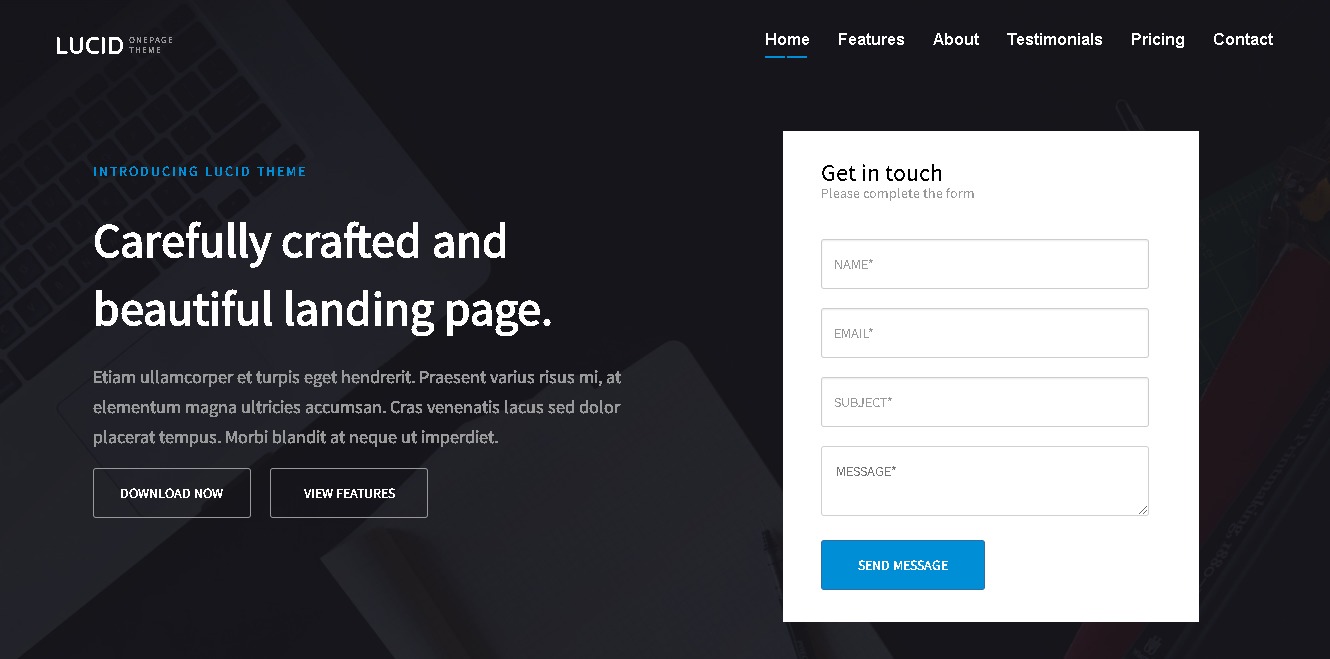 LUCID ONEPAGE THEME
Home Features About Testimonials Pricing Contact
INTRODUCING LUCID THEME
Carefully crafted and
beautiful landing page.
Etiam ullamcorper et turpis eget hendrerit. Praesent varius risus mi, at
elementum magna ultricies accumsan. Cras venenatis lacus sed dolor
placerat tempus. Morbi blandit at neque ut imperdiet.
DOWNLOAD NOW
VIEW FEATURES
Get in touch
Please complete the form
NAME*
EMAIL*
SUBJECT*
MESSAGE*
SEND MESSAGE